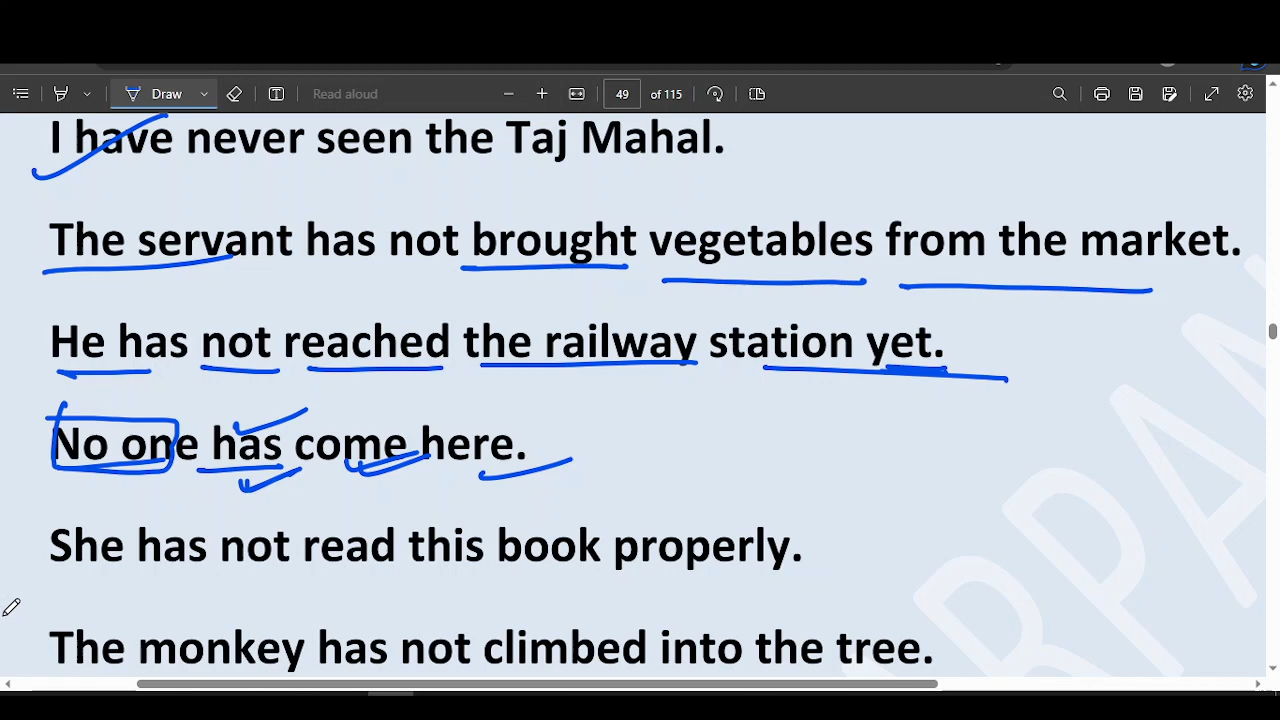 Draw
Read aloud
49 of 115
I have never seen the Taj Mahal.
The servant has not brought vegetables from the market.
He has not reached the railway station yet.
No one has come here.
She has not read this book properly.
The monkey has not climbed into the tree.
RPAN